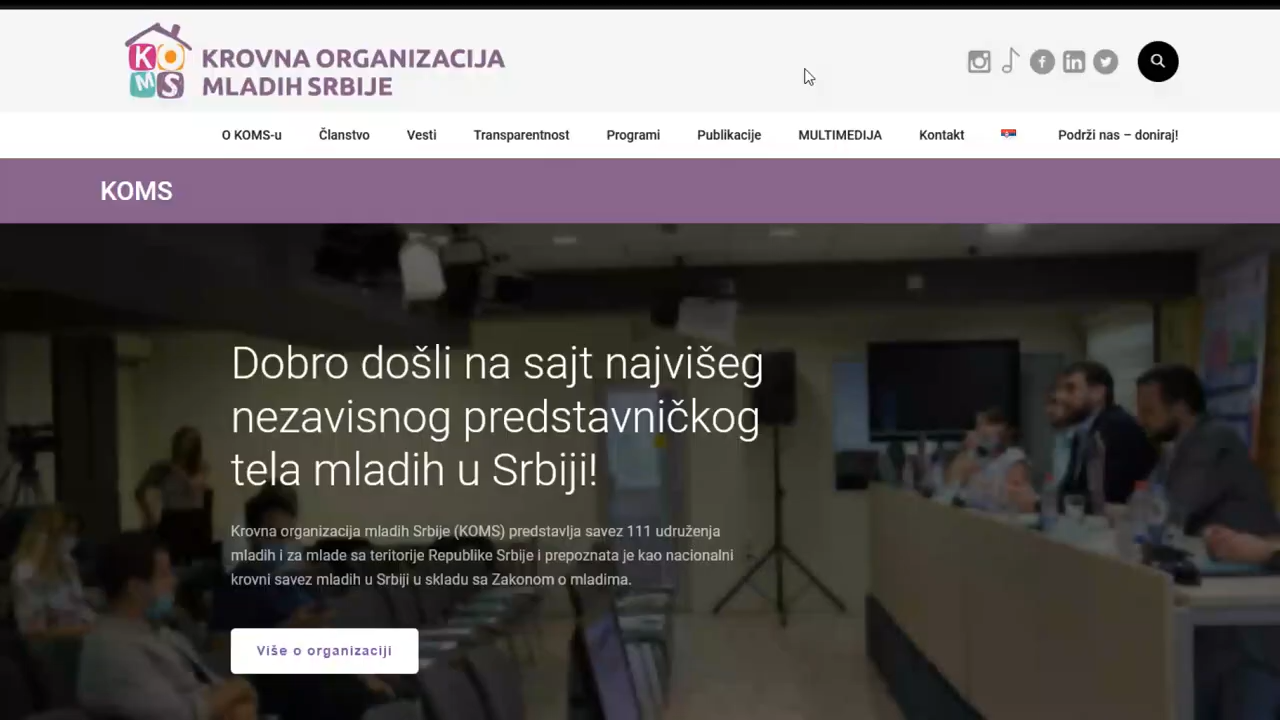 KOMS
KROVNA ORGANIZACIJA
MLADIH SRBIJE
O KOMS-u
Članstvo
Vesti
Transparentnost
Programi
Publikacije
MULTIMEDIJA
Kontakt
Podrži nas – doniraj!
KOMS
Dobro došli na sajt najvišeg
nezavisnog predstavničkog
tela mladih u Srbiji!
Krovna organizacija mladih Srbije (KOMS) predstavlja savez 111 udruženja
mladih i za mlade sa teritorije Republike Srbije i prepoznata je kao nacionalni
krovni savez mladih u Srbiji u skladu sa Zakonom o mladima.
Više o organizaciji